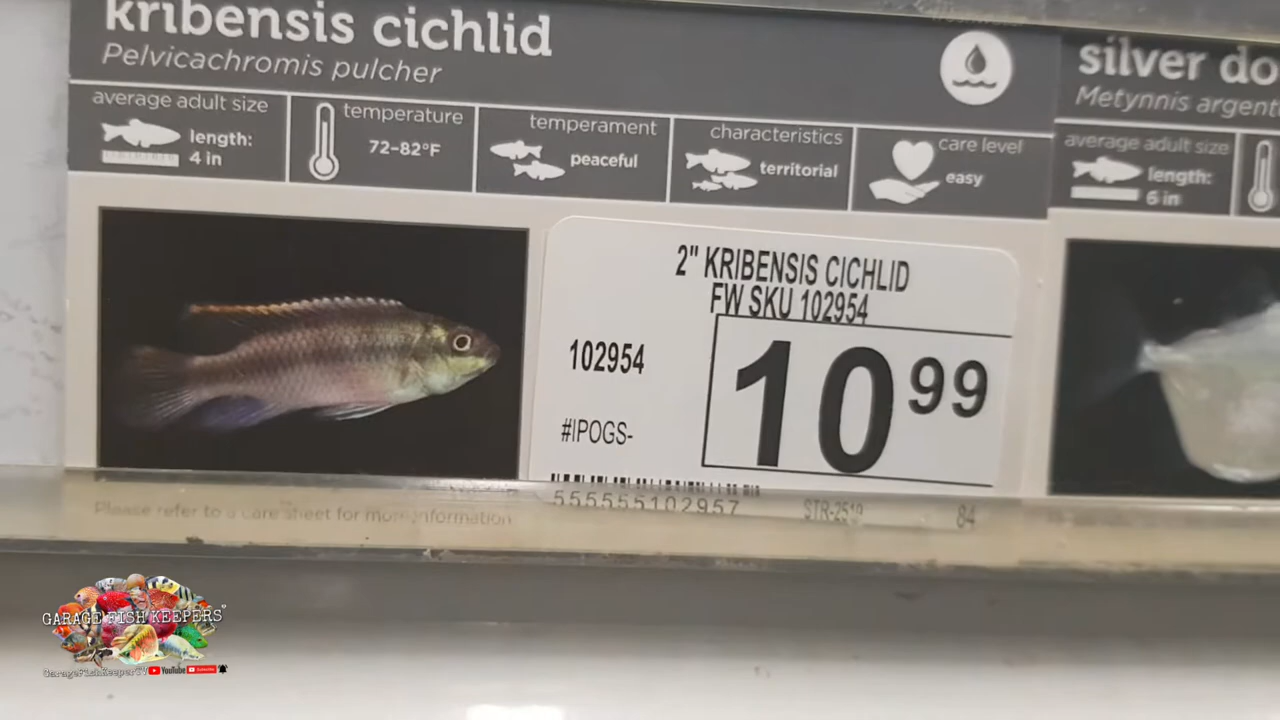 kribensis cichlid
Pelvicachromis pulcher
average adult size
length:
4 in
temperature
72–82°F
temperament
peaceful
characteristics
territorial
care level
easy
2" KRIBENSIS CICHLID
FW SKU 102954
102954
10 99
#IPOGS-
555555102957
84
Please refer to a care sheet for more information
silver do
Metynnis argent
average adult size
length:
6 in
GARAGE FISH KEEPERS
GarageFishKeepersTV YouTube